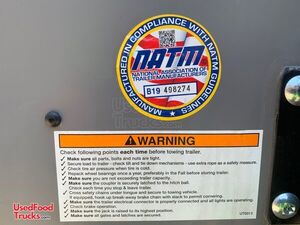 MANUFACTURED IN COMPLIANCE WITH NATM GUIDELINES
NATM
NATIONAL ASSOCIATION OF
TRAILER MANUFACTURERS
B19 498274
WARNING
Check following points each time before towing trailer.
✓ Make sure all parts, bolts and nuts are tight.
✓ Secure load to trailer - check tilt and tie down mechanisms - use extra rope as a safety measure.
✓ Check tire air pressure when tire is cold.
✓ Repack wheel bearings once a year, preferably in the Fall before storing trailer.
✓ Make sure you are not exceeding trailer capacity.
✓ Make sure the coupler is securely latched to the hitch ball.
✓ Check each time you stop & leave trailer.
✓ Cross safety chains under tongue and attach to vehicle.
If equipped, hook up break-away brake chain with slack to permit cornering.
✓ Make sure the trailer electrical connector is properly connected and all lights are operating.
✓ Check brake operation.
✓ Make sure the jack is raised to its highest position.
✓ Make sure all gates and latches are secured.
UsedFood
Trucks.com